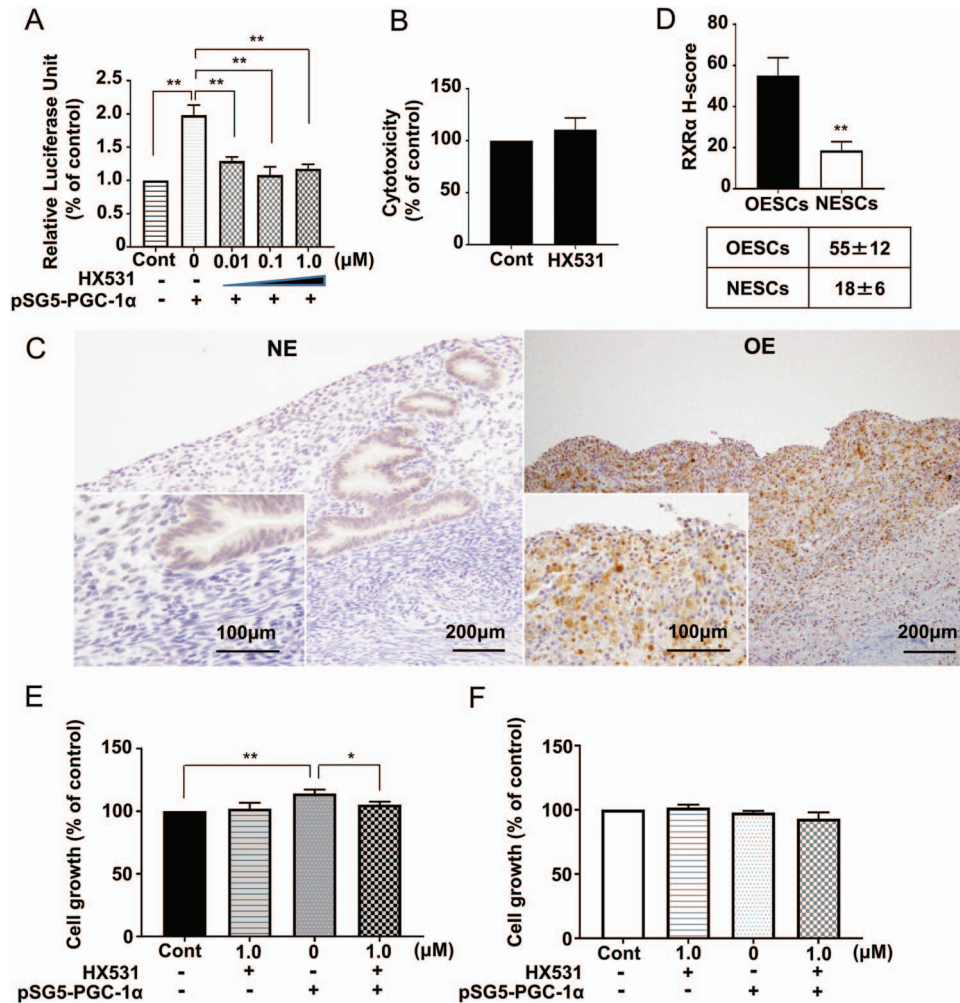 A
Relative Luciferase Unit
(% of control)
2.5
2.0
1.5
1.0
0
**
**
**
**
Cont 0 0.01 0.1 1.0 (μM)
HX531 - -
pSG5-PGC-1α - + + + +
B
Cytotoxicity
(% of control)
150
100
50
0
Cont HX531
D
RXRα H-score
80
60
40
20
0
**
OESCs NESCs
OESCs 55±12
NESCs 18±6
C
NE
100μm
200μm
OE
100μm
200μm
E
Cell growth (% of control)
150
100
50
0
**
*
Cont 1.0 0 1.0 (μM)
HX531 - + - +
pSG5-PGC-1α - - + +
F
Cell growth (% of control)
150
100
50
0
Cont 1.0 0 1.0 (μM)
HX531 - + - +
pSG5-PGC-1α - - + +